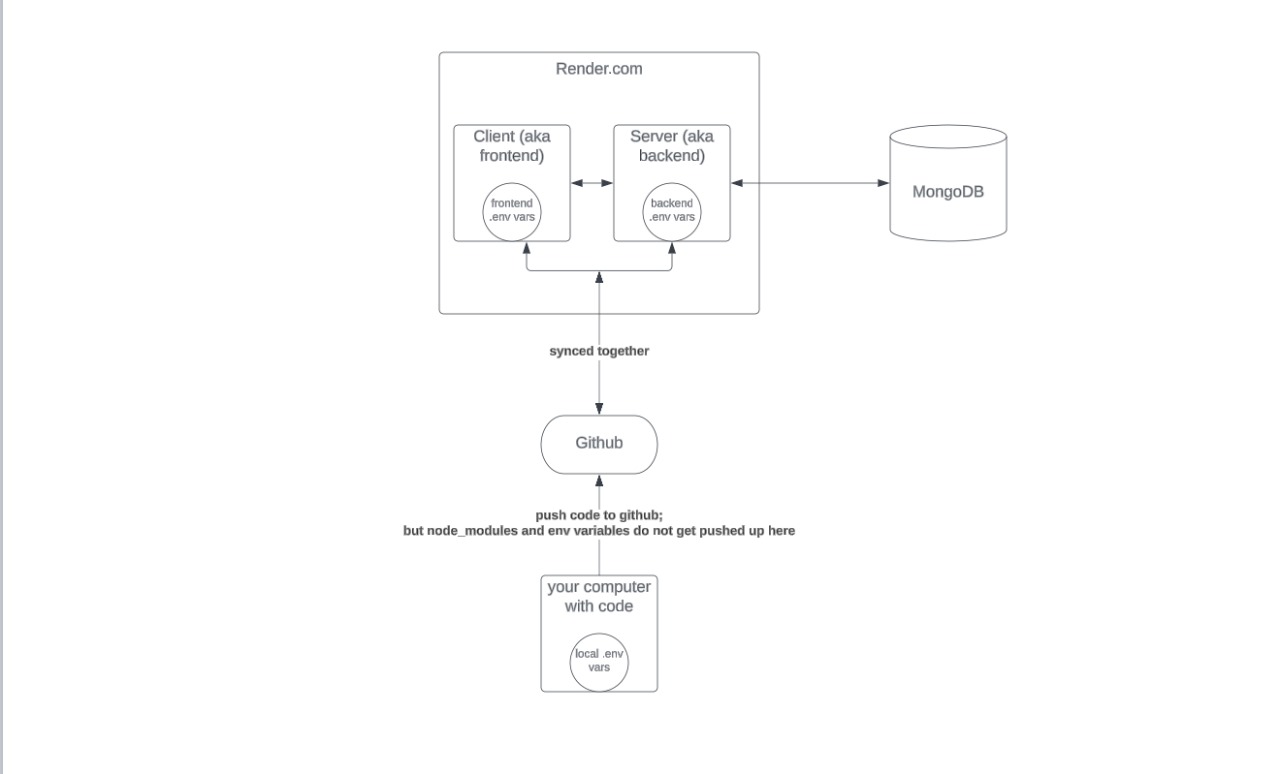 Render.com
Client (aka
frontend)
frontend
.env vars
Server (aka
backend)
backend
.env vars
MongoDB
synced together
Github
push code to github;
but node_modules and env variables do not get pushed up here
your computer
with code
local .env
vars